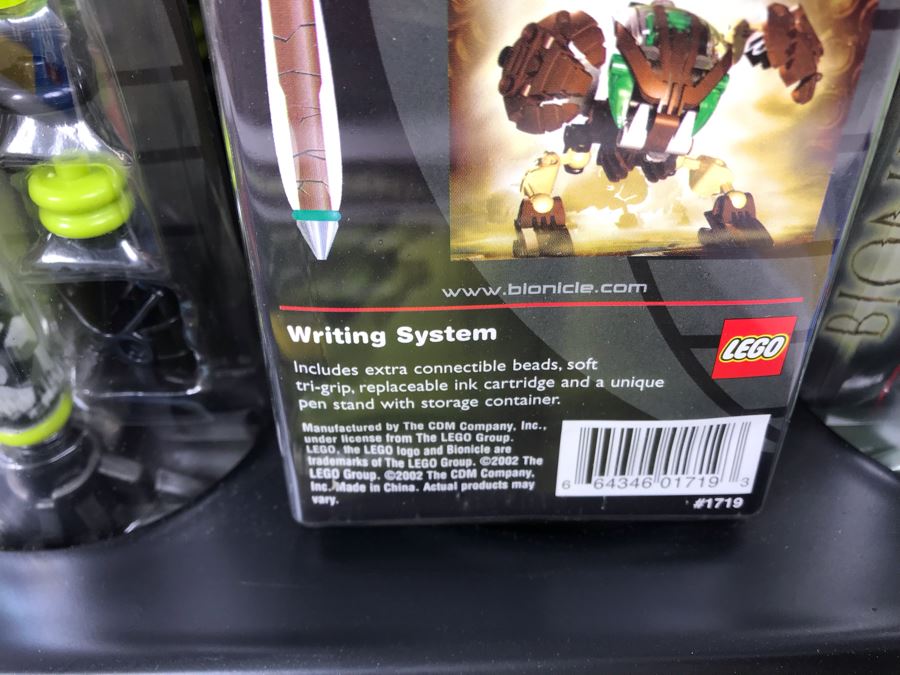 www.bionicle.com
Writing System
LEGO
Includes extra connectible beads, soft
tri-grip, replaceable ink cartridge and a unique
pen stand with storage container.
Manufactured by The CDM Company, Inc.,
under license from The LEGO Group.
LEGO, the LEGO logo and Bionicle are
trademarks of The LEGO Group. ©2002 The
LEGO Group. ©2002 The CDM Company,
Inc. Made in China. Actual products may
vary.
6 64346 01719 3
#1719
BION